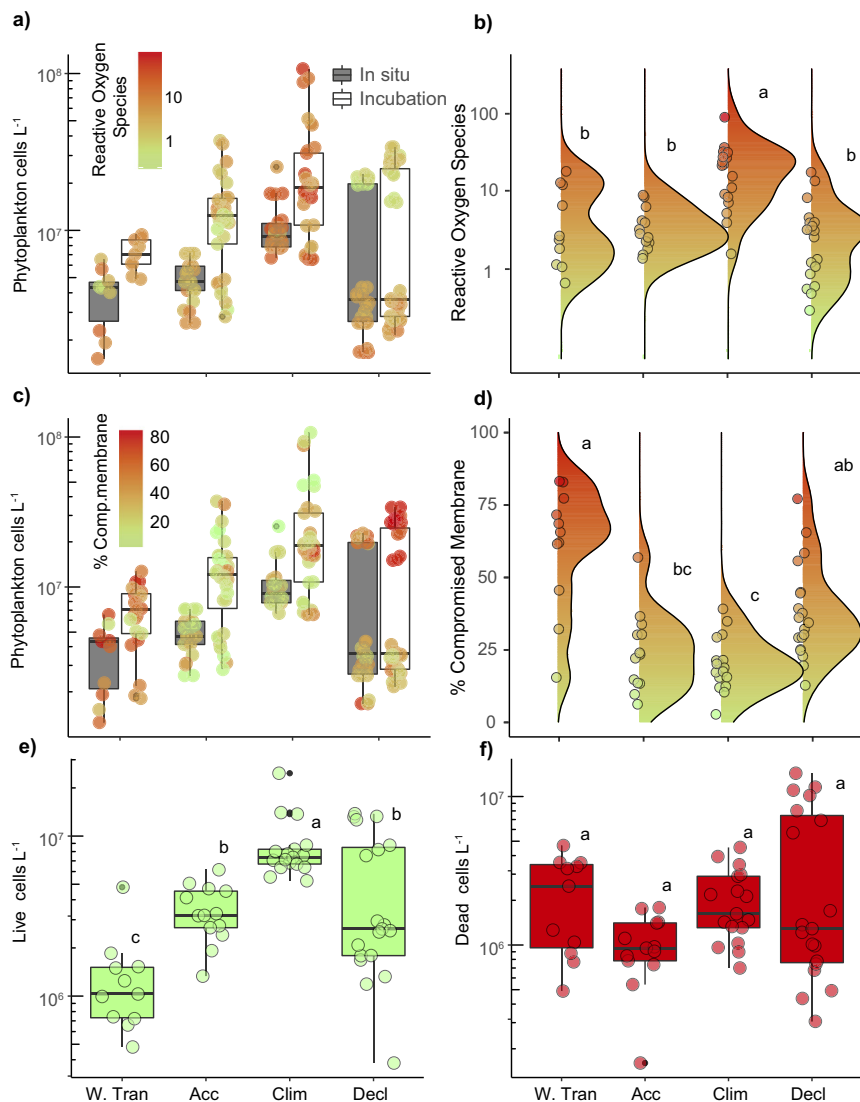 a)
Phytoplankton cells L-1
10⁸
10⁷
Reactive Oxygen
Species
10
1
In situ
Incubation
b)
Reactive Oxygen Species
100
10
1
b
b
a
b
c)
Phytoplankton cells L-1
10⁸
10⁷
% Comp.membrane
80
60
40
20
d)
% Compromised Membrane
100
75
50
25
0
a
bc
c
ab
e)
Live cells L-1
10⁷
10⁶
c
b
a
b
W. Tran
Acc
Clim
Decl
f)
Dead cells L-1
10⁷
10⁶
a
a
a
a
W. Tran
Acc
Clim
Decl